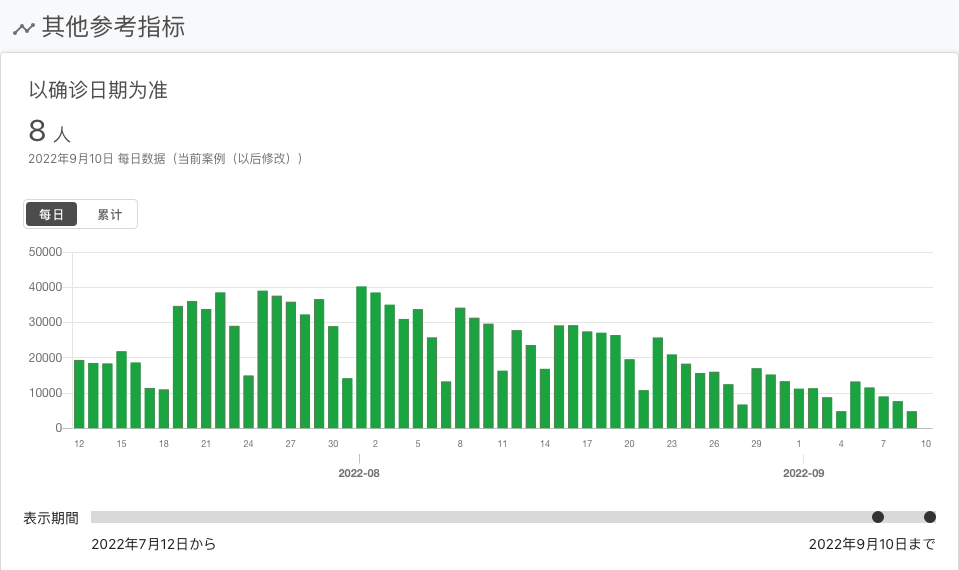 其他参考指标
以确诊日期为准
8 人
2022年9月10日 每日数据（当前案例（以后修改））
每日 累计
50000
40000
30000
20000
10000
0
12 15 18 21 24 27 30 2 5 8 11 14 17 20 23 26 29 1 4 7 10
2022-08 2022-09
表示期間
2022年7月12日から 2022年9月10日まで